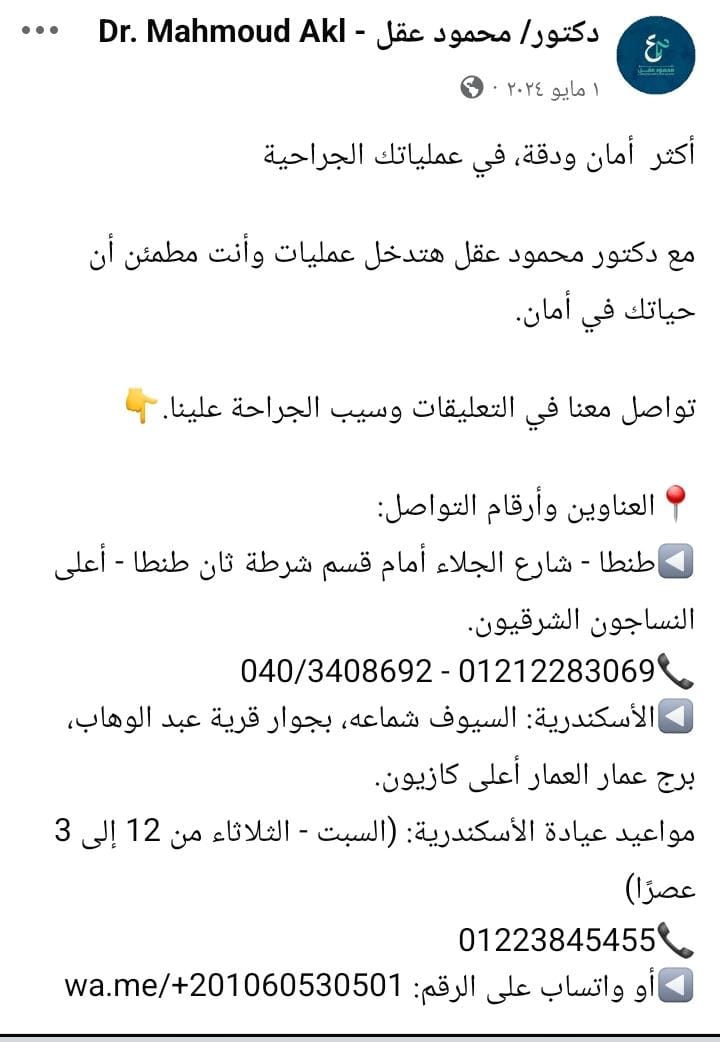 دكتور/ محمود عقل - Dr. Mahmoud Akl
١ مايو ٢٠٢٤ ·
محمود عقل
أكثر أمان ودقة، في عملياتك الجراحية
مع دكتور محمود عقل هتدخل عمليات وأنت مطمئن أن
حياتك في أمان.
تواصل معنا في التعليقات وسيب الجراحة علينا.👇
📍العناوين وأرقام التواصل:
◀️طنطا - شارع الجلاء أمام قسم شرطة ثان طنطا - أعلى
النساجون الشرقيون.
📞01212283069 - 040/3408692
◀️الأسكندرية: السيوف شماعه، بجوار قرية عبد الوهاب،
برج عمار العمار أعلى كازيون.
مواعيد عيادة الأسكندرية: (السبت - الثلاثاء من 12 إلى 3
عصرًا)
📞01223845455
◀️أو واتساب على الرقم: wa.me/+201060530501